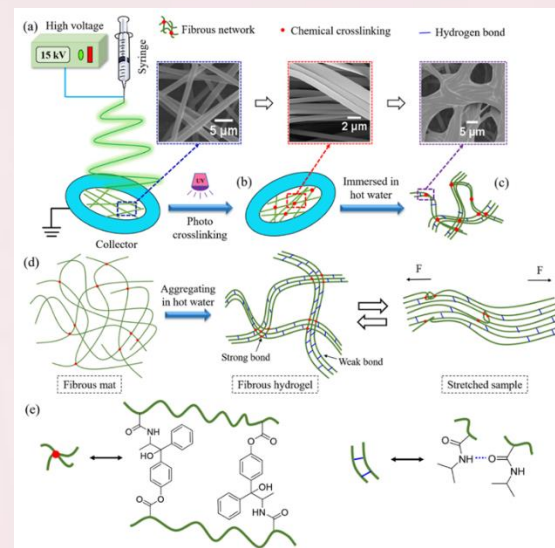 (a)
High voltage
15 kV
Syringe
Fibrous network
Chemical crosslinking
Hydrogen bond
5 μm
2 μm
5 μm
UV
(b)
(c)
Collector
Photo
crosslinking
Immersed in
hot water
(d)
Aggregating
in hot water
F
F
Strong bond
Weak bond
Fibrous mat
Fibrous hydrogel
Stretched sample
(e)
NH
HO
O
O
O
O
OH
NH
O
O
N
H
O
NH